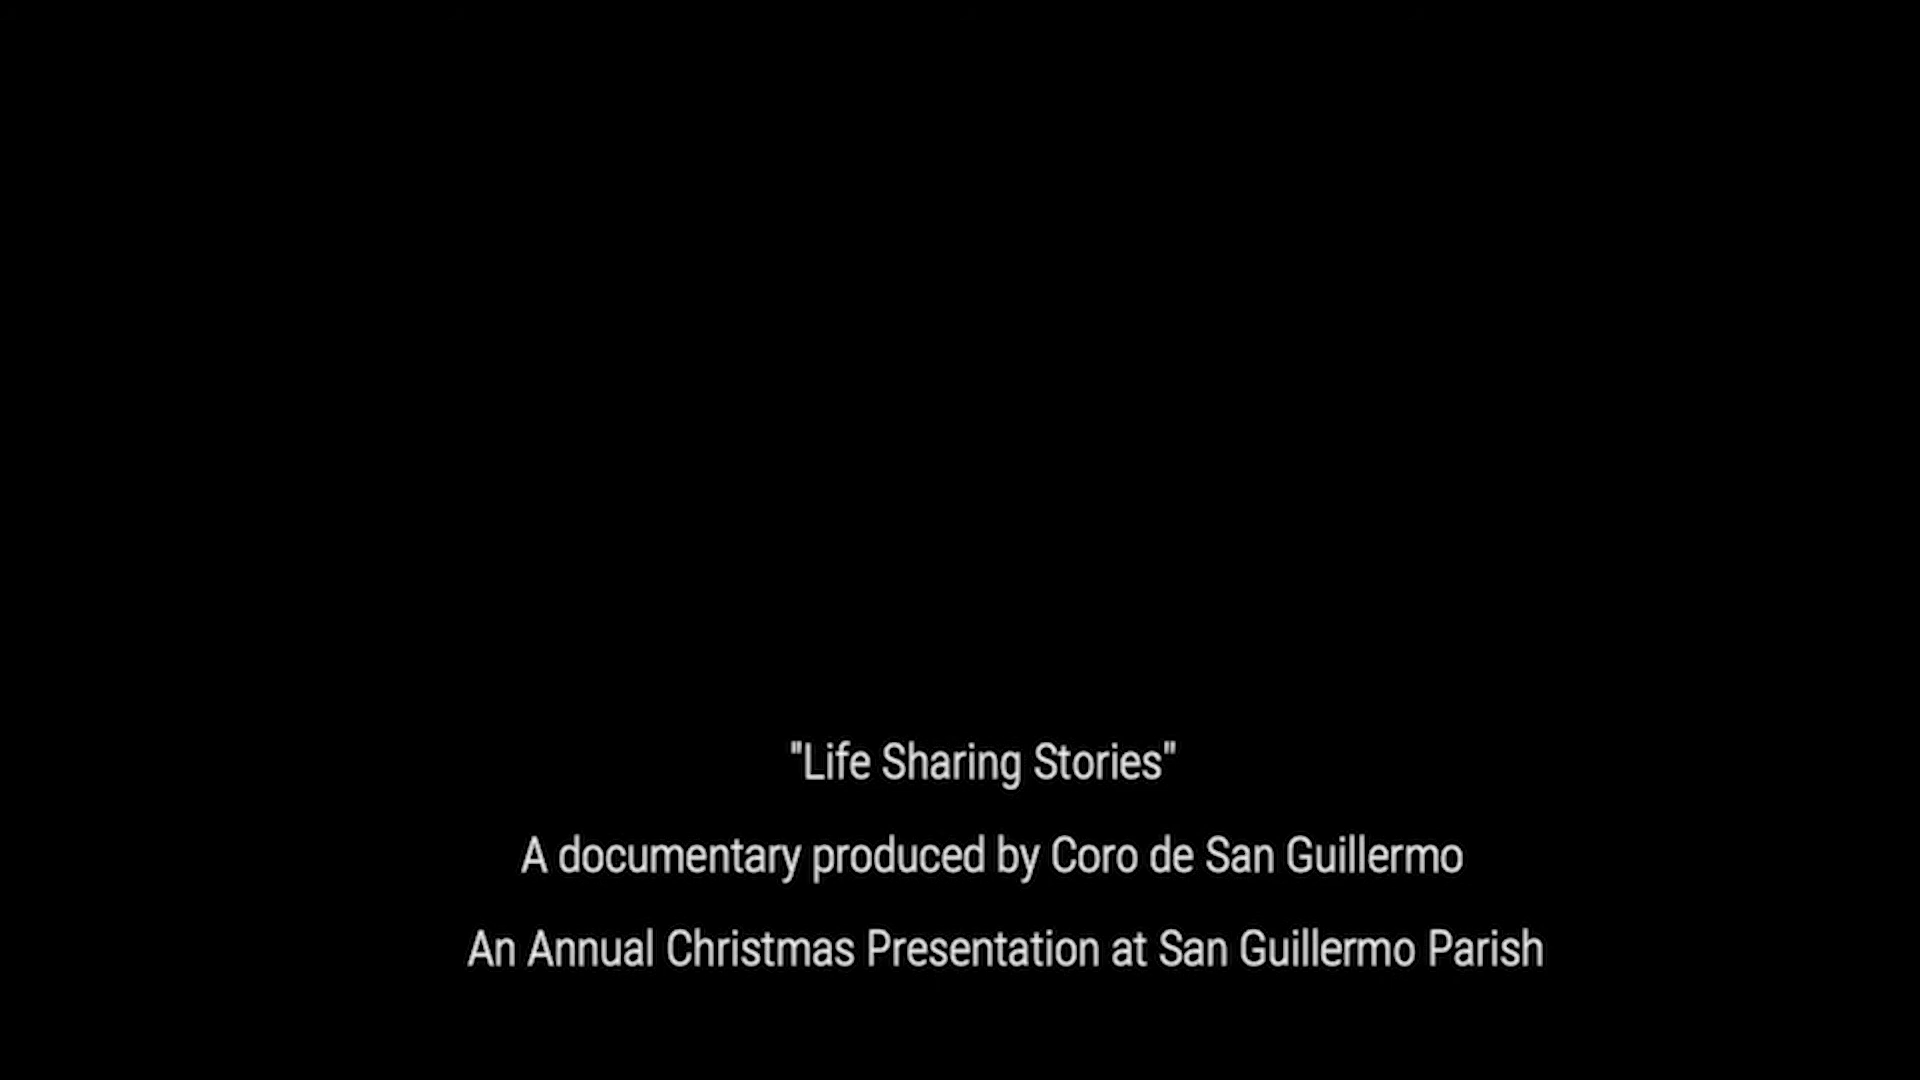 "Life Sharing Stories"
A documentary produced by Coro de San Guillermo
An Annual Christmas Presentation at San Guillermo Parish